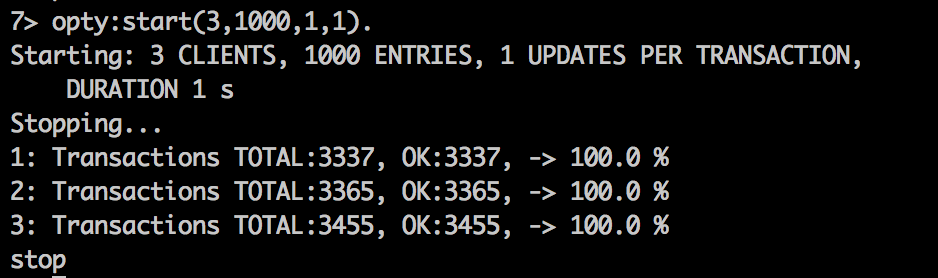 7> opty:start(3,1000,1,1).
Starting: 3 CLIENTS, 1000 ENTRIES, 1 UPDATES PER TRANSACTION,
DURATION 1 s
Stopping...
1: Transactions TOTAL:3337, OK:3337, -> 100.0 %
2: Transactions TOTAL:3365, OK:3365, -> 100.0 %
3: Transactions TOTAL:3455, OK:3455, -> 100.0 %
stop